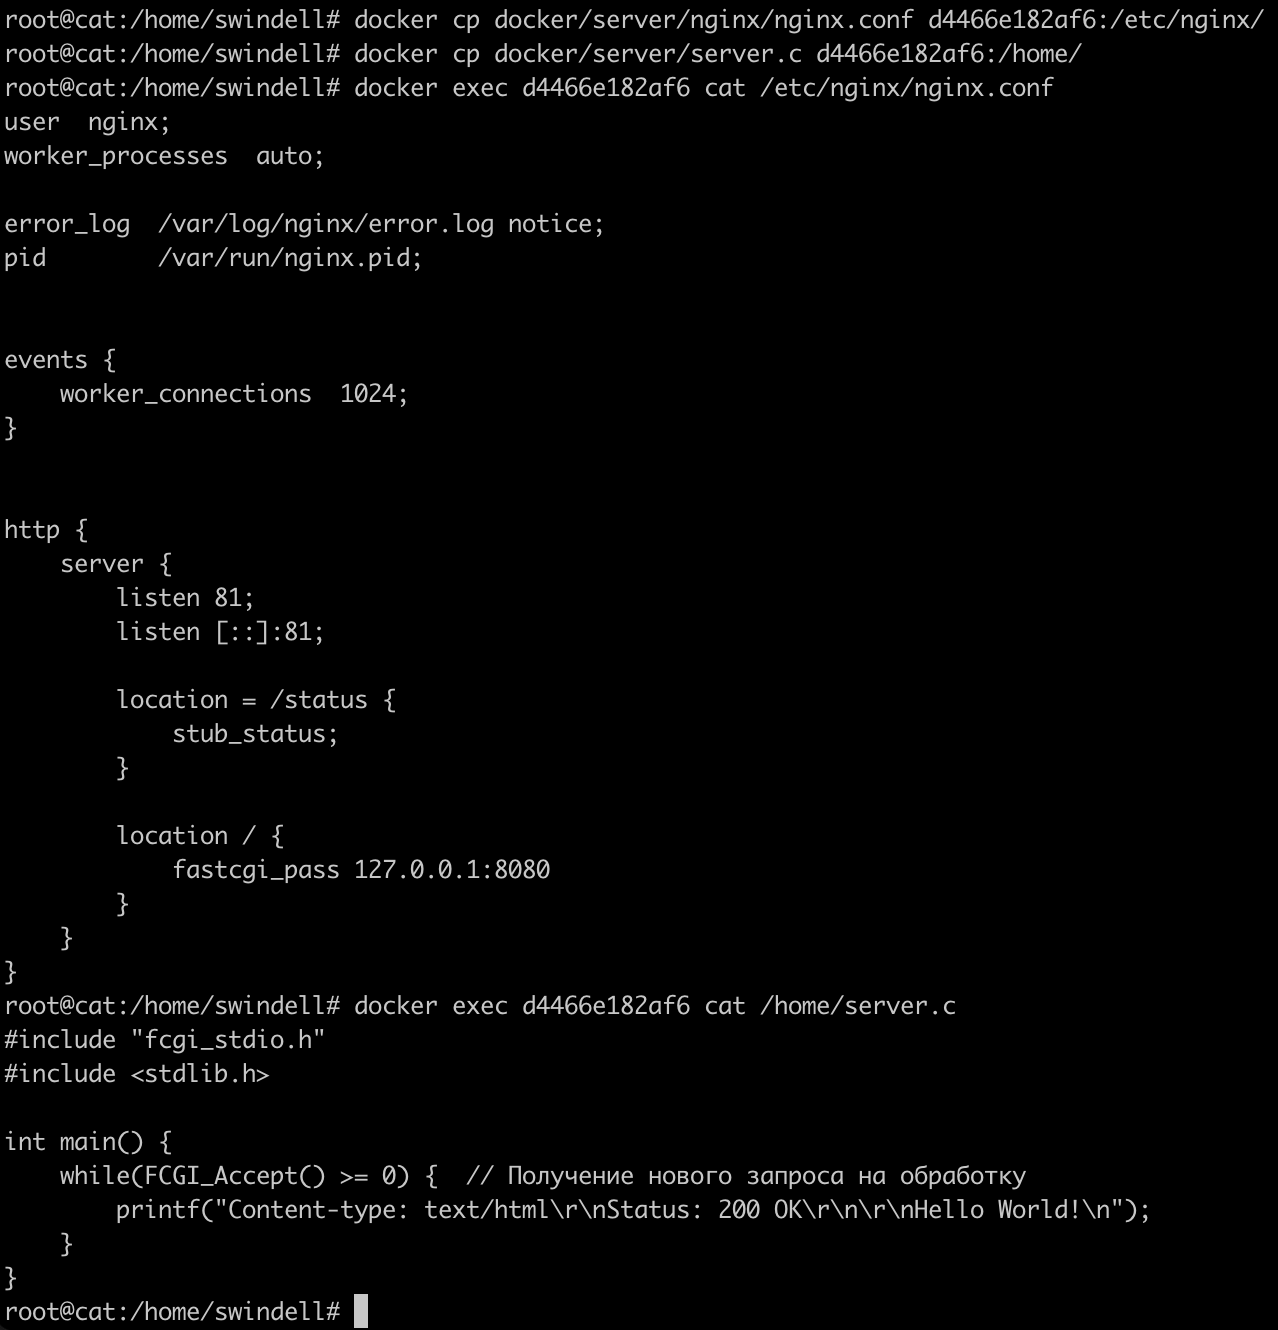 root@cat:/home/swindell# docker cp docker/server/nginx/nginx.conf d4466e182af6:/etc/nginx/
root@cat:/home/swindell# docker cp docker/server/server.c d4466e182af6:/home/
root@cat:/home/swindell# docker exec d4466e182af6 cat /etc/nginx/nginx.conf
user  nginx;
worker_processes  auto;

error_log  /var/log/nginx/error.log notice;
pid        /var/run/nginx.pid;


events {
    worker_connections  1024;
}


http {
    server {
        listen 81;
        listen [::]:81;

        location = /status {
            stub_status;
        }

        location / {
            fastcgi_pass 127.0.0.1:8080
        }
    }
}
root@cat:/home/swindell# docker exec d4466e182af6 cat /home/server.c
#include "fcgi_stdio.h"
#include <stdlib.h>

int main() {
    while(FCGI_Accept() >= 0) {  // Получение нового запроса на обработку
        printf("Content-type: text/html\r\nStatus: 200 OK\r\n\r\nHello World!\n");
    }
}
root@cat:/home/swindell#